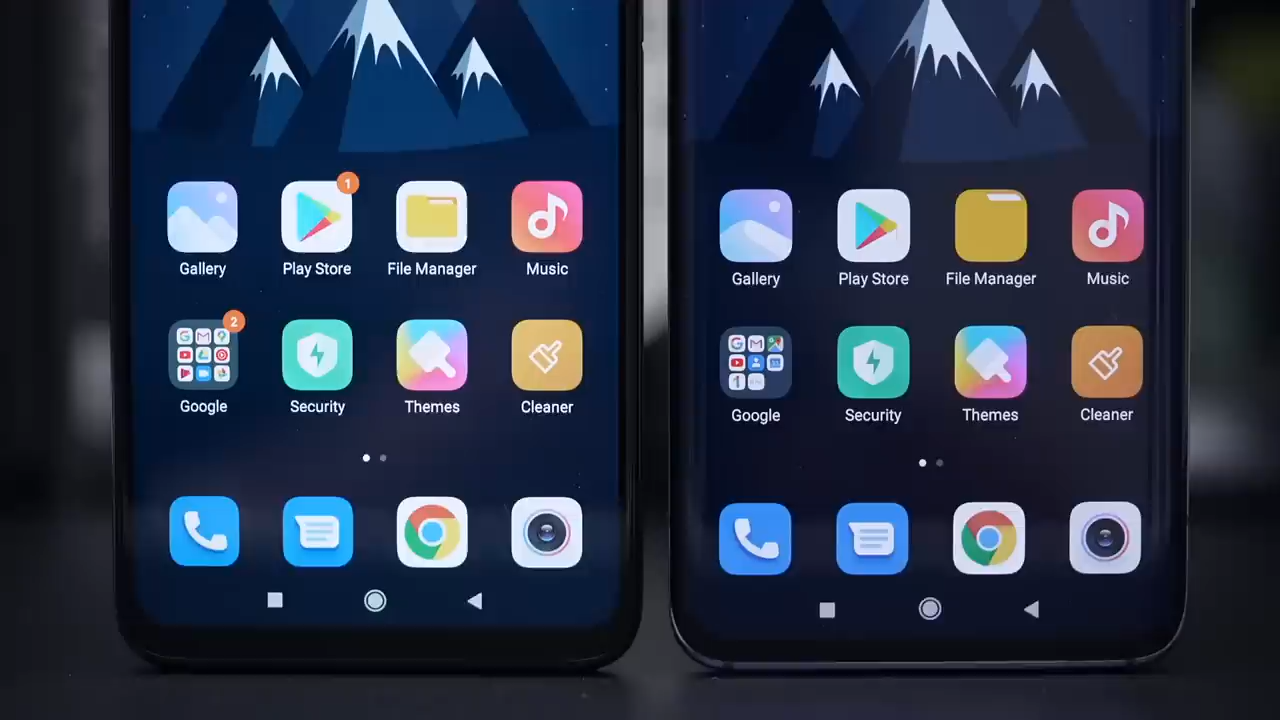 1
Gallery Play Store File Manager Music
2
Google Security Themes Cleaner
Gallery Play Store File Manager Music
Google Security Themes Cleaner